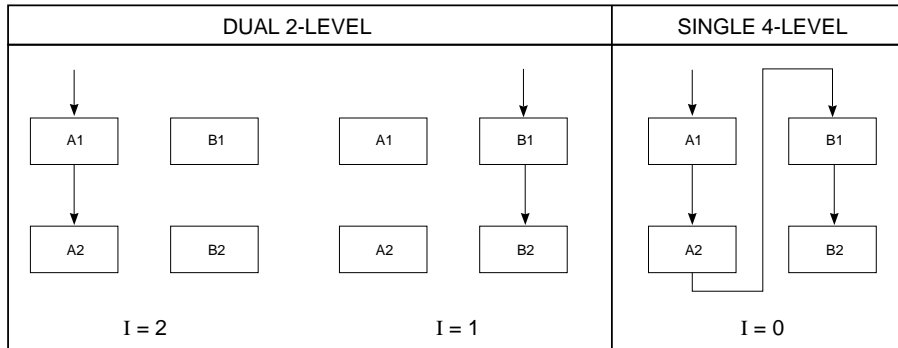 DUAL 2-LEVEL
SINGLE 4-LEVEL
A1
B1
A1
B1
A1
B1
A2
B2
A2
B2
A2
B2
I = 2
I = 1
I = 0